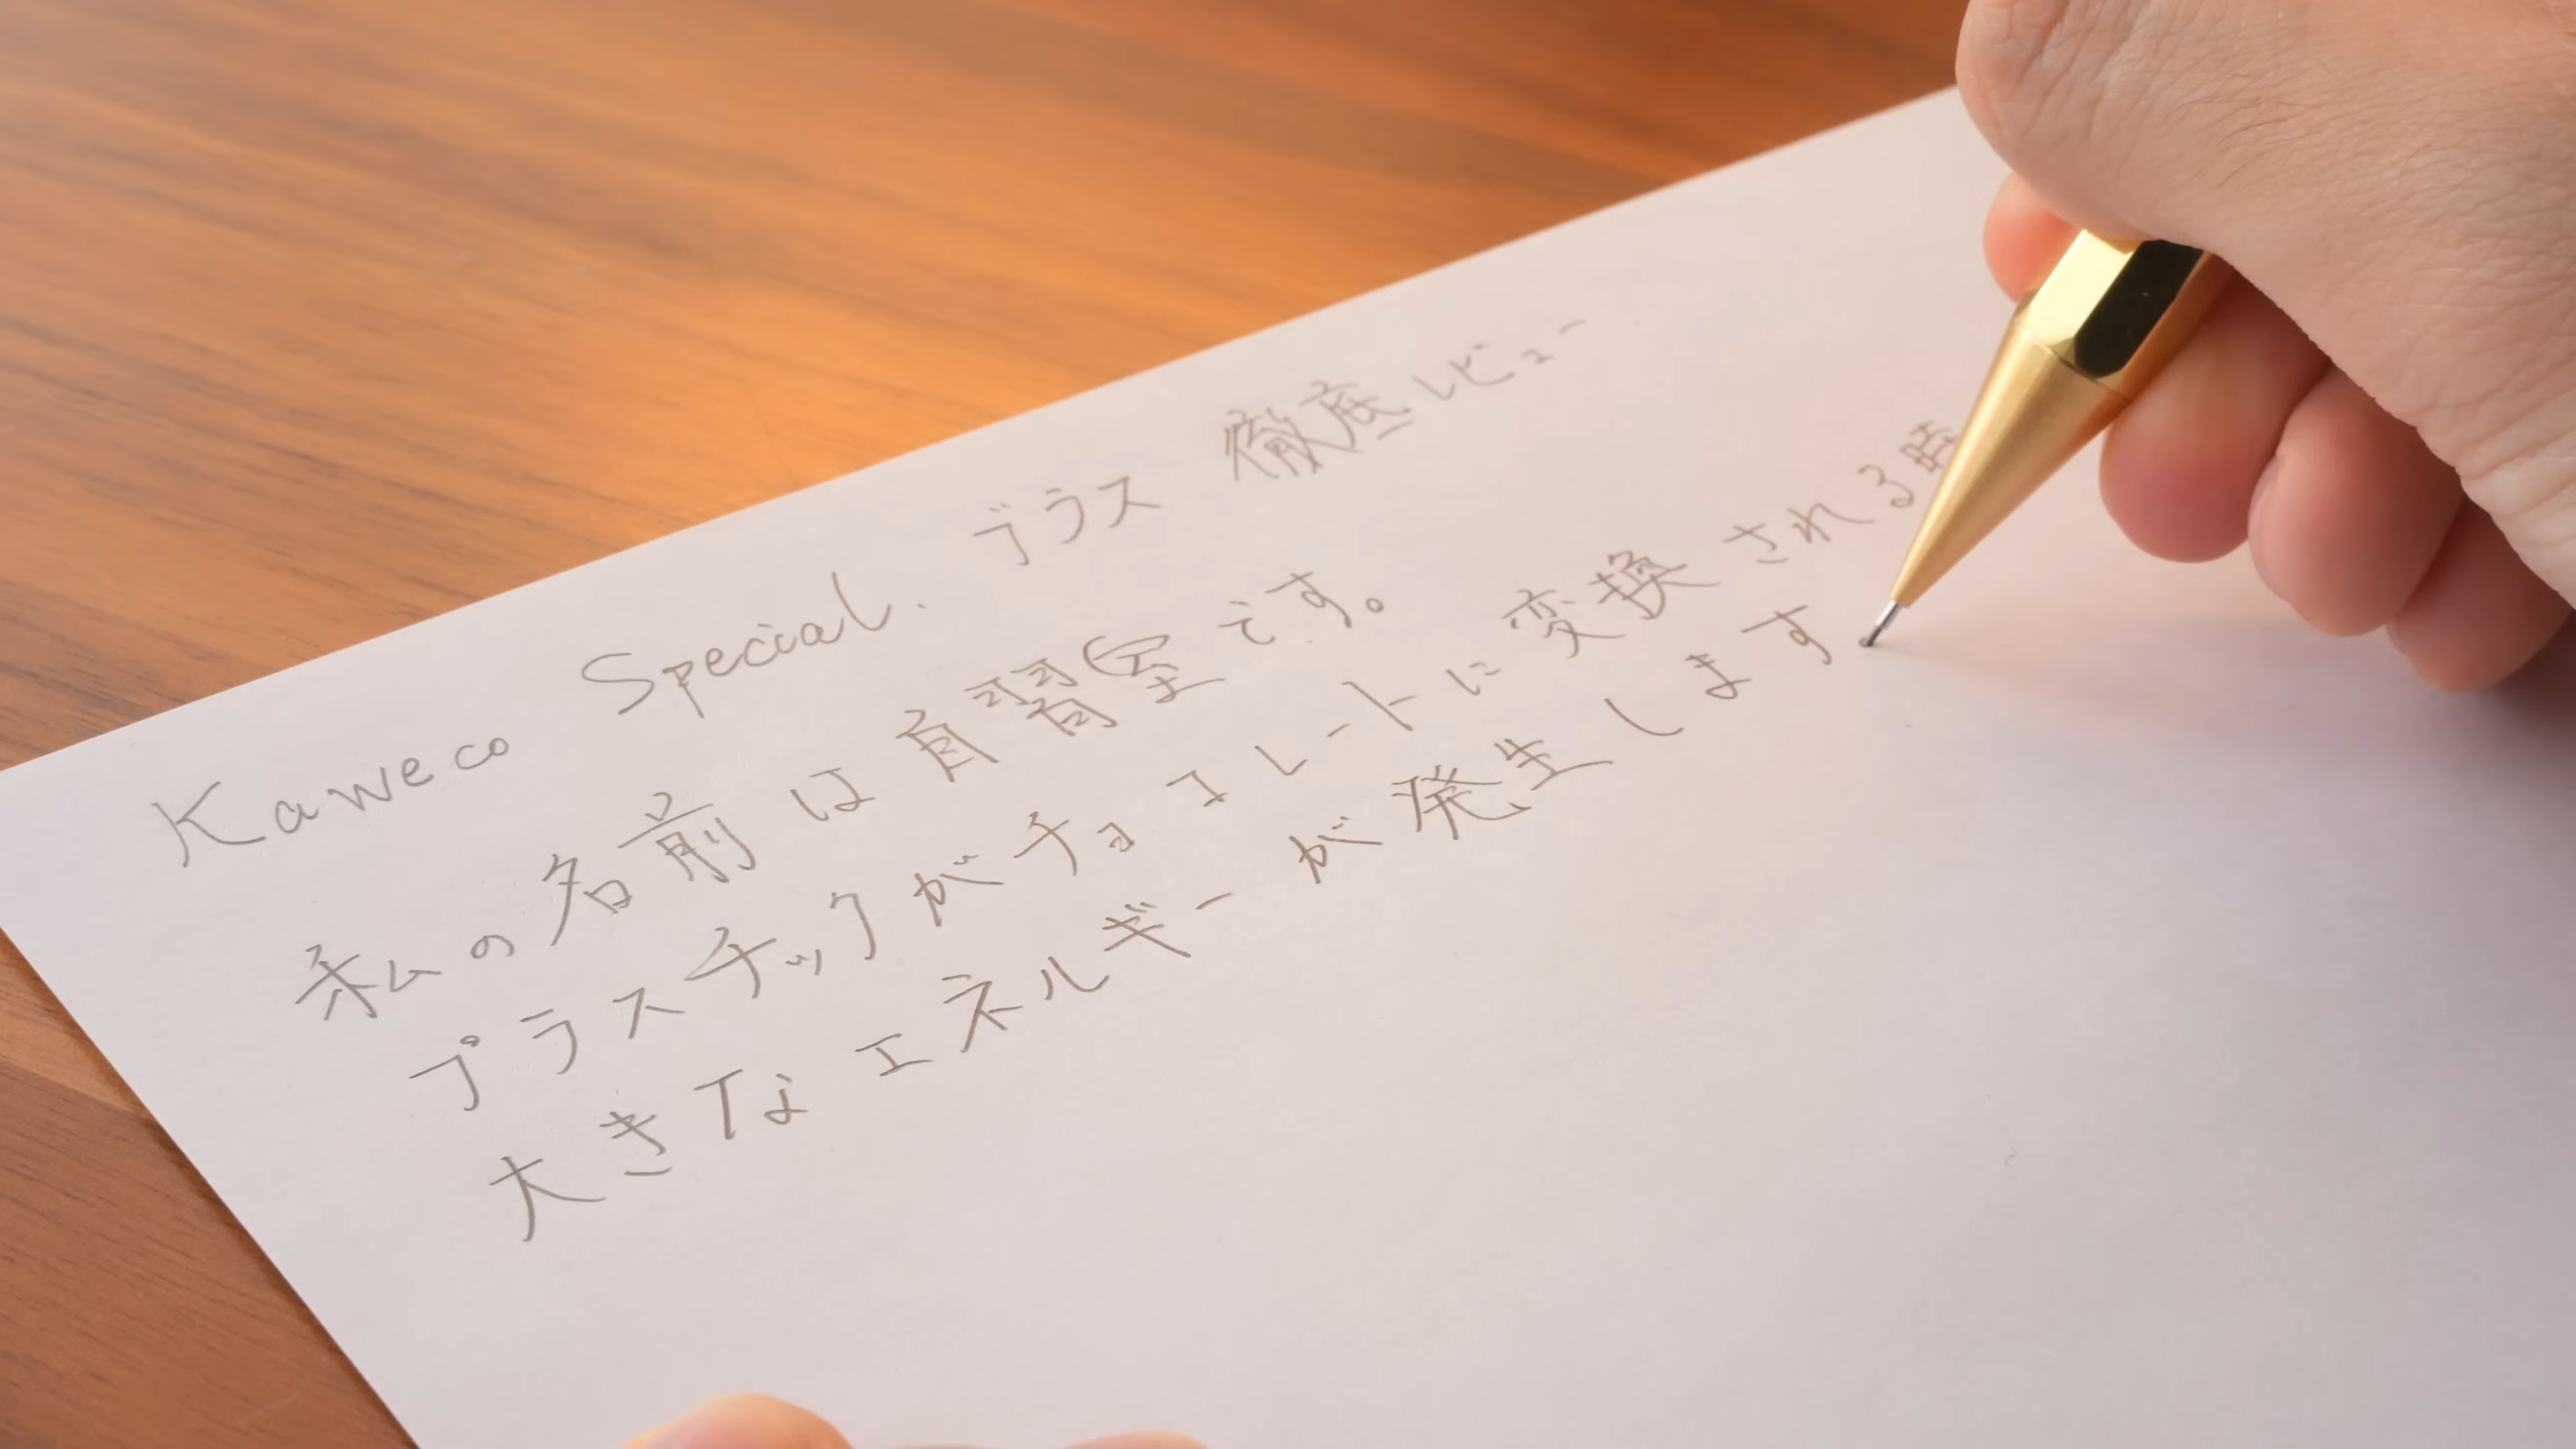 Kaweco Special. ブラス 徹底レビュー
私の名前は自習室です。
プラスチックがチョコレートに変換される時
大きなエネルギーが発生します